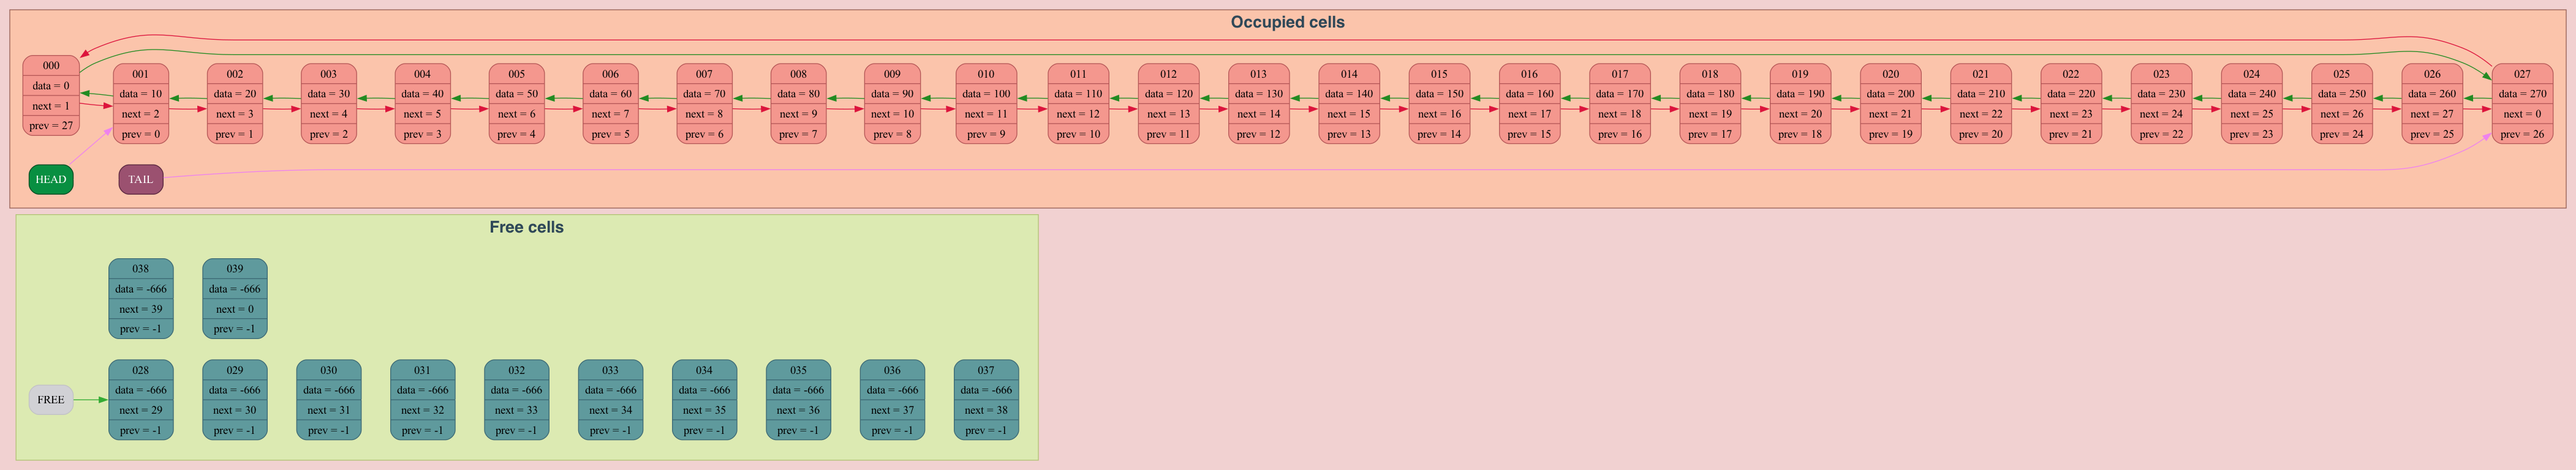 Occupied cells
000
data = 0
next = 1
prev = 27
001
data = 10
next = 2
prev = 0
002
data = 20
next = 3
prev = 1
003
data = 30
next = 4
prev = 2
004
data = 40
next = 5
prev = 3
005
data = 50
next = 6
prev = 4
006
data = 60
next = 7
prev = 5
007
data = 70
next = 8
prev = 6
008
data = 80
next = 9
prev = 7
009
data = 90
next = 10
prev = 8
010
data = 100
next = 11
prev = 9
011
data = 110
next = 12
prev = 10
012
data = 120
next = 13
prev = 11
013
data = 130
next = 14
prev = 12
014
data = 140
next = 15
prev = 13
015
data = 150
next = 16
prev = 14
016
data = 160
next = 17
prev = 15
017
data = 170
next = 18
prev = 16
018
data = 180
next = 19
prev = 17
019
data = 190
next = 20
prev = 18
020
data = 200
next = 21
prev = 19
021
data = 210
next = 22
prev = 20
022
data = 220
next = 23
prev = 21
023
data = 230
next = 24
prev = 22
024
data = 240
next = 25
prev = 23
025
data = 250
next = 26
prev = 24
026
data = 260
next = 27
prev = 25
027
data = 270
next = 0
prev = 26
HEAD
TAIL
Free cells
038
data = -666
next = 39
prev = -1
039
data = -666
next = 0
prev = -1
FREE
028
data = -666
next = 29
prev = -1
029
data = -666
next = 30
prev = -1
030
data = -666
next = 31
prev = -1
031
data = -666
next = 32
prev = -1
032
data = -666
next = 33
prev = -1
033
data = -666
next = 34
prev = -1
034
data = -666
next = 35
prev = -1
035
data = -666
next = 36
prev = -1
036
data = -666
next = 37
prev = -1
037
data = -666
next = 38
prev = -1